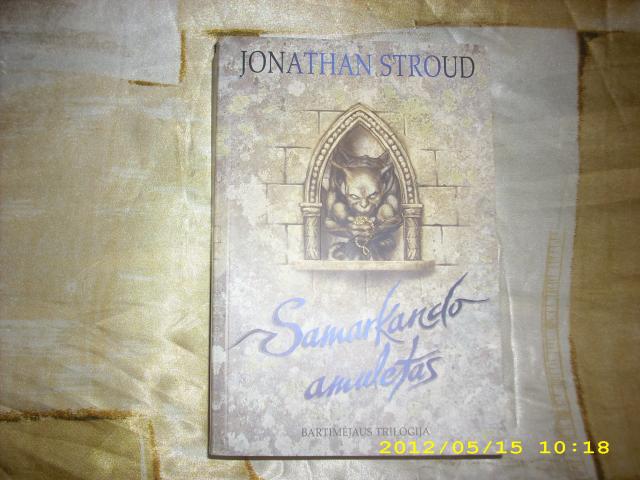 JONATHAN STROUD
Samarkando
amuletas
BARTIMĖJAUS TRILOGIJA
2012/05/15 10:18